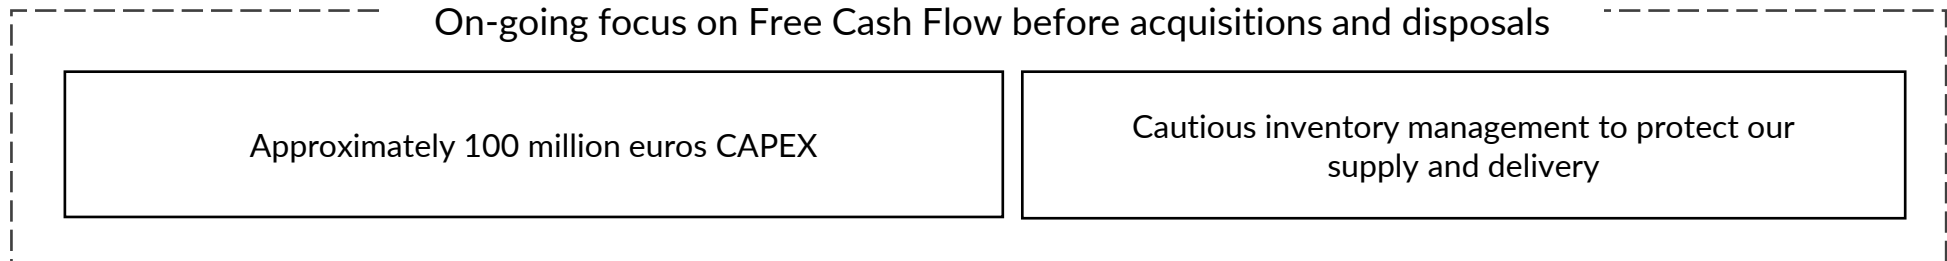 On-going focus on Free Cash Flow before acquisitions and disposals
Approximately 100 million euros CAPEX
Cautious inventory management to protect our
supply and delivery